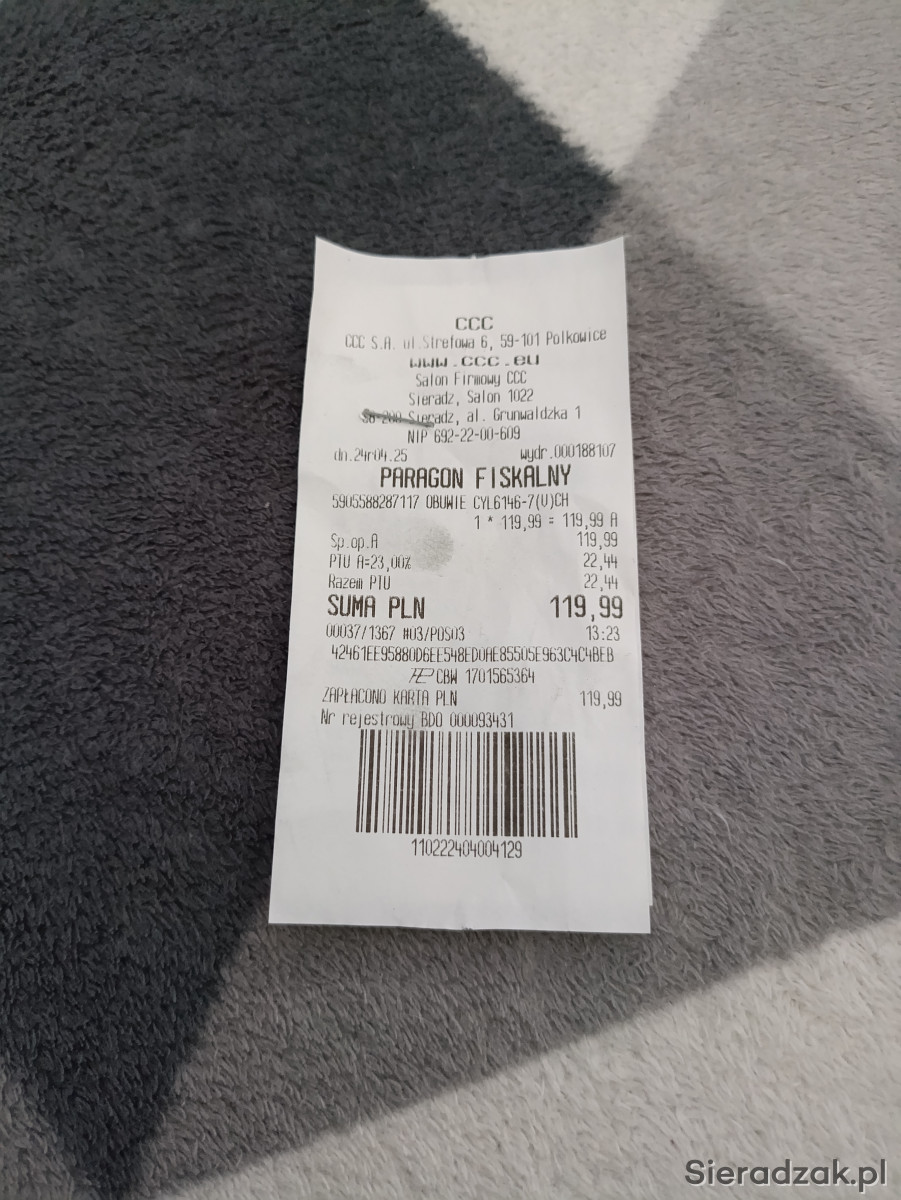 CCC
CCC S.A. ul.Strefowa 6, 59-101 Polkowice
www.ccc.eu
Salon Firmowy CCC
Sieradz, Salon 1022
98-200 Sieradz, al. Grunwaldzka 1
NIP 692-22-00-609
dn.24r04.25 wydr.000188107
PARAGON FISKALNY
5905588287117 OBUWIE CYL6146-7(V)CH
1 * 119,99 = 119,99 A
Sp.op.A 119,99
PTU A=23,00% 22,44
Razem PTU 22,44
SUMA PLN 119,99
00037/1367 #03/POS03 13:23
42461EE95880D6EE548ED0AE85505E963C4C4BEB
CBW 1701565364
ZAPŁACONO KARTA PLN 119,99
Nr rejestrowy BDO 000093431
110222404004129
Sieradzak.pl